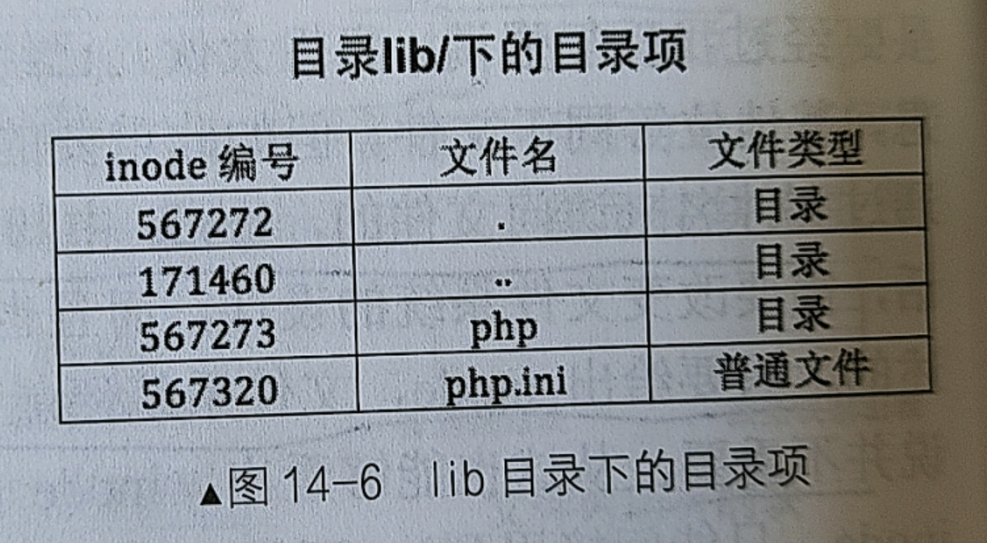 目录lib/下的目录项
inode 编号 文件名 文件类型
567272 . 目录
171460 .. 目录
567273 php 目录
567320 php.ini 普通文件
▲图 14-6 lib 目录下的目录项